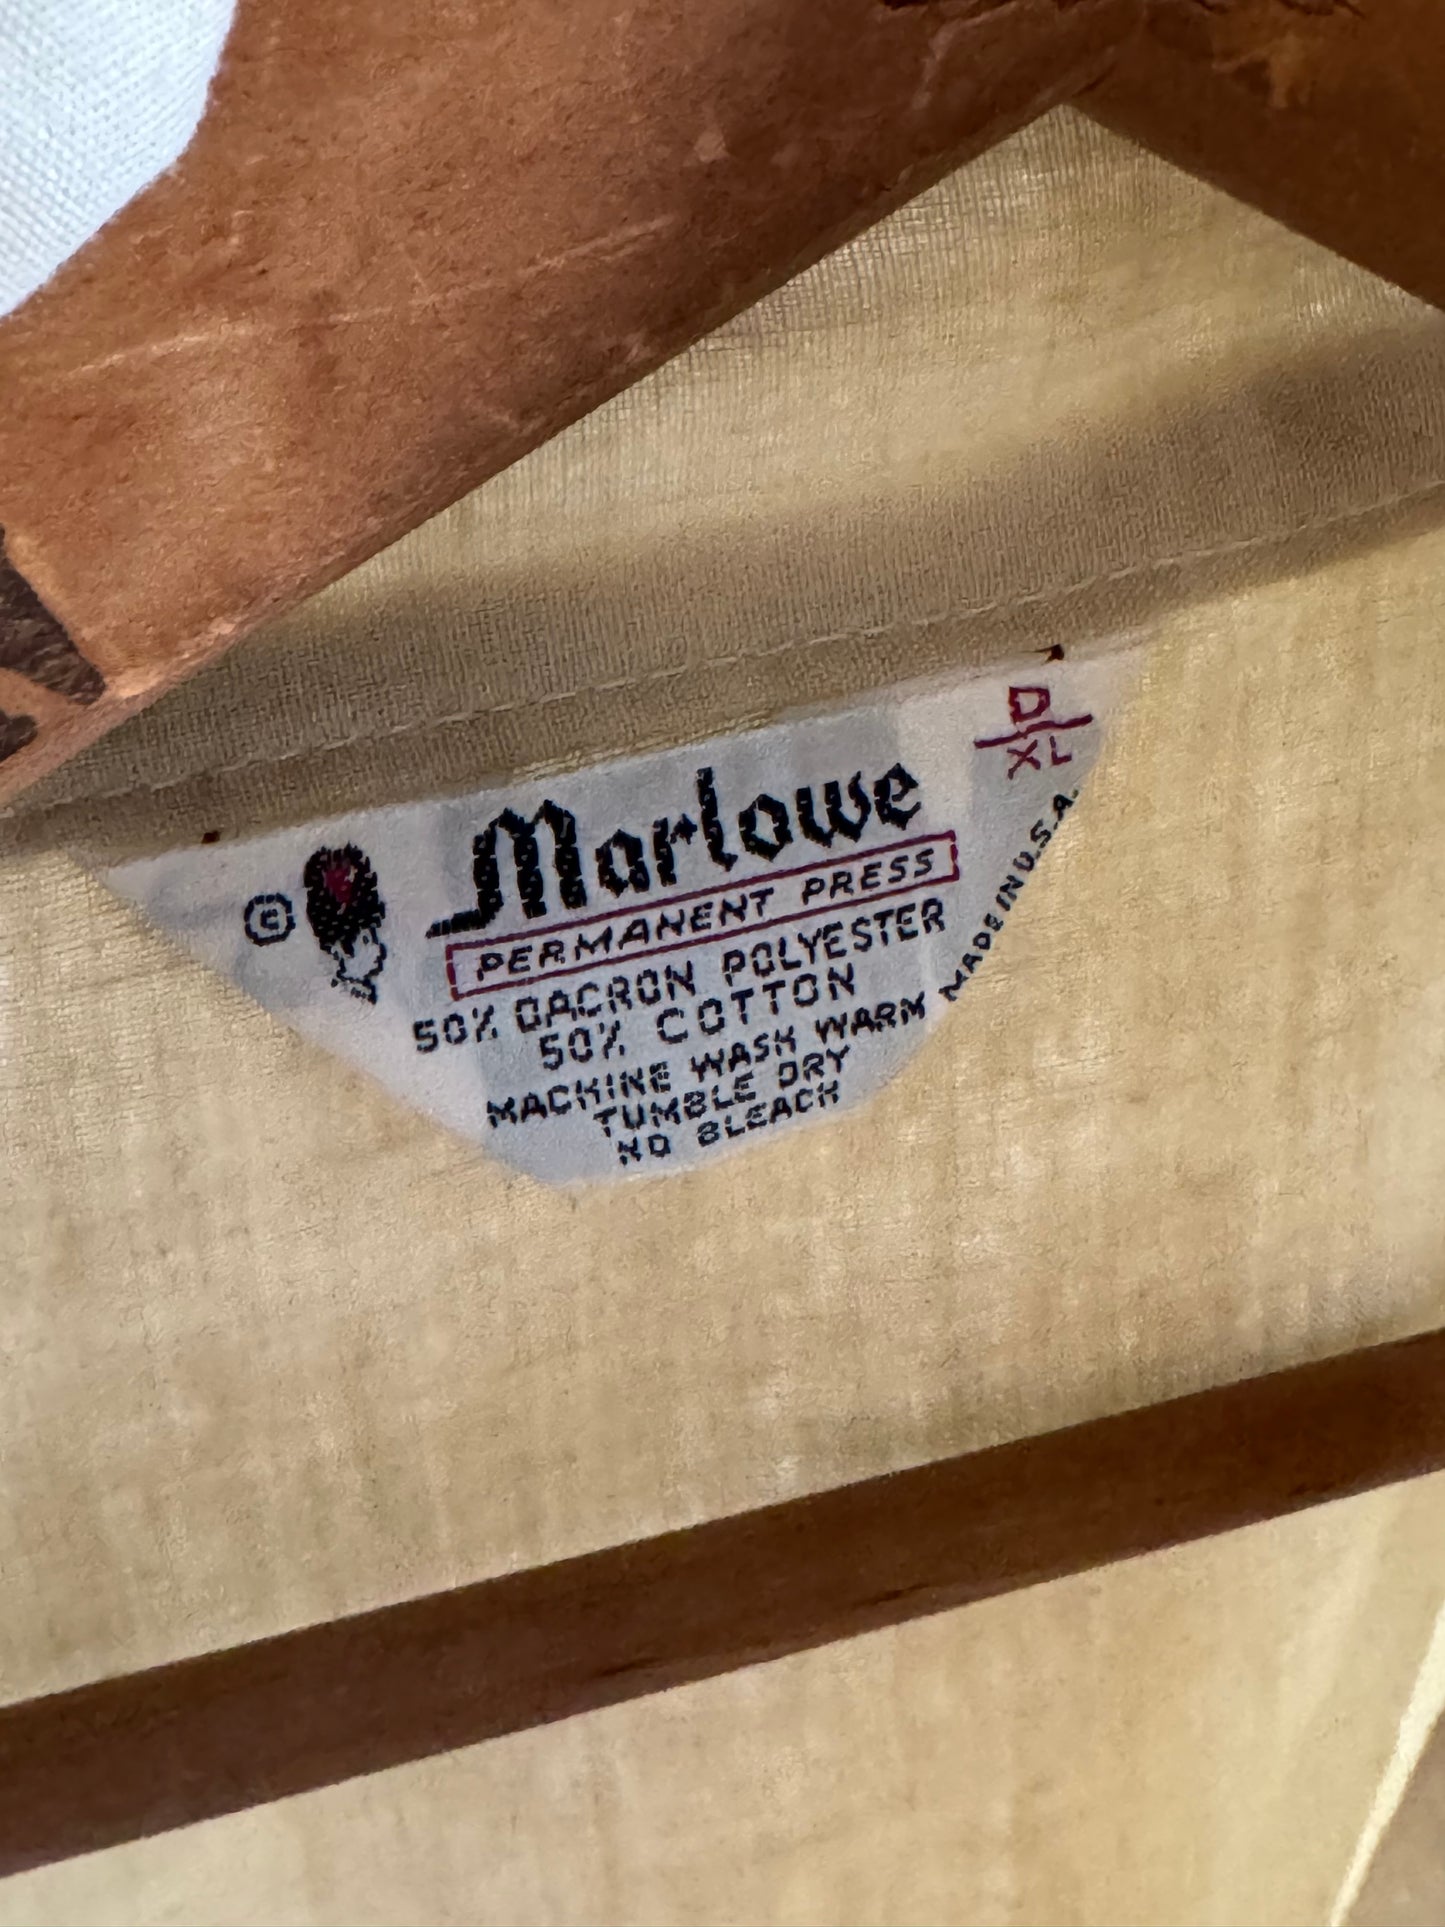 D
XL
©
Marlowe
PERMANENT PRESS
50% DACRON POLYESTER
50% COTTON
MACHINE WASH WARM
TUMBLE DRY
NO BLEACH
MADE IN U.S.A.